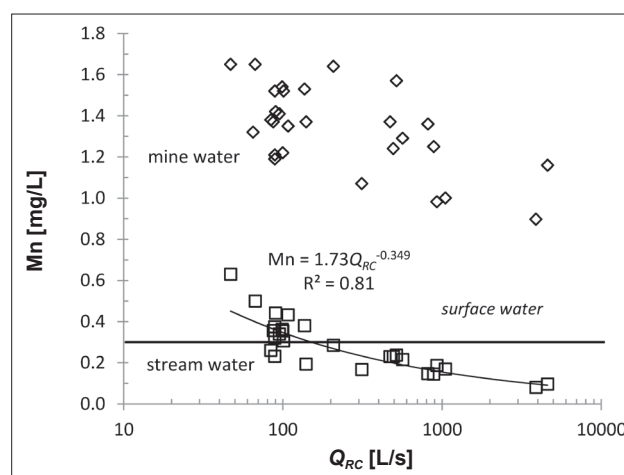 1.8
1.6
1.4
1.2
1.0
0.8
0.6
0.4
0.2
0.0
Mn [mg/L]
mine water
Mn = 1.73Q_RC^-0.349
R² = 0.81
surface water
stream water
10
100
1000
10000
Q_RC [L/s]